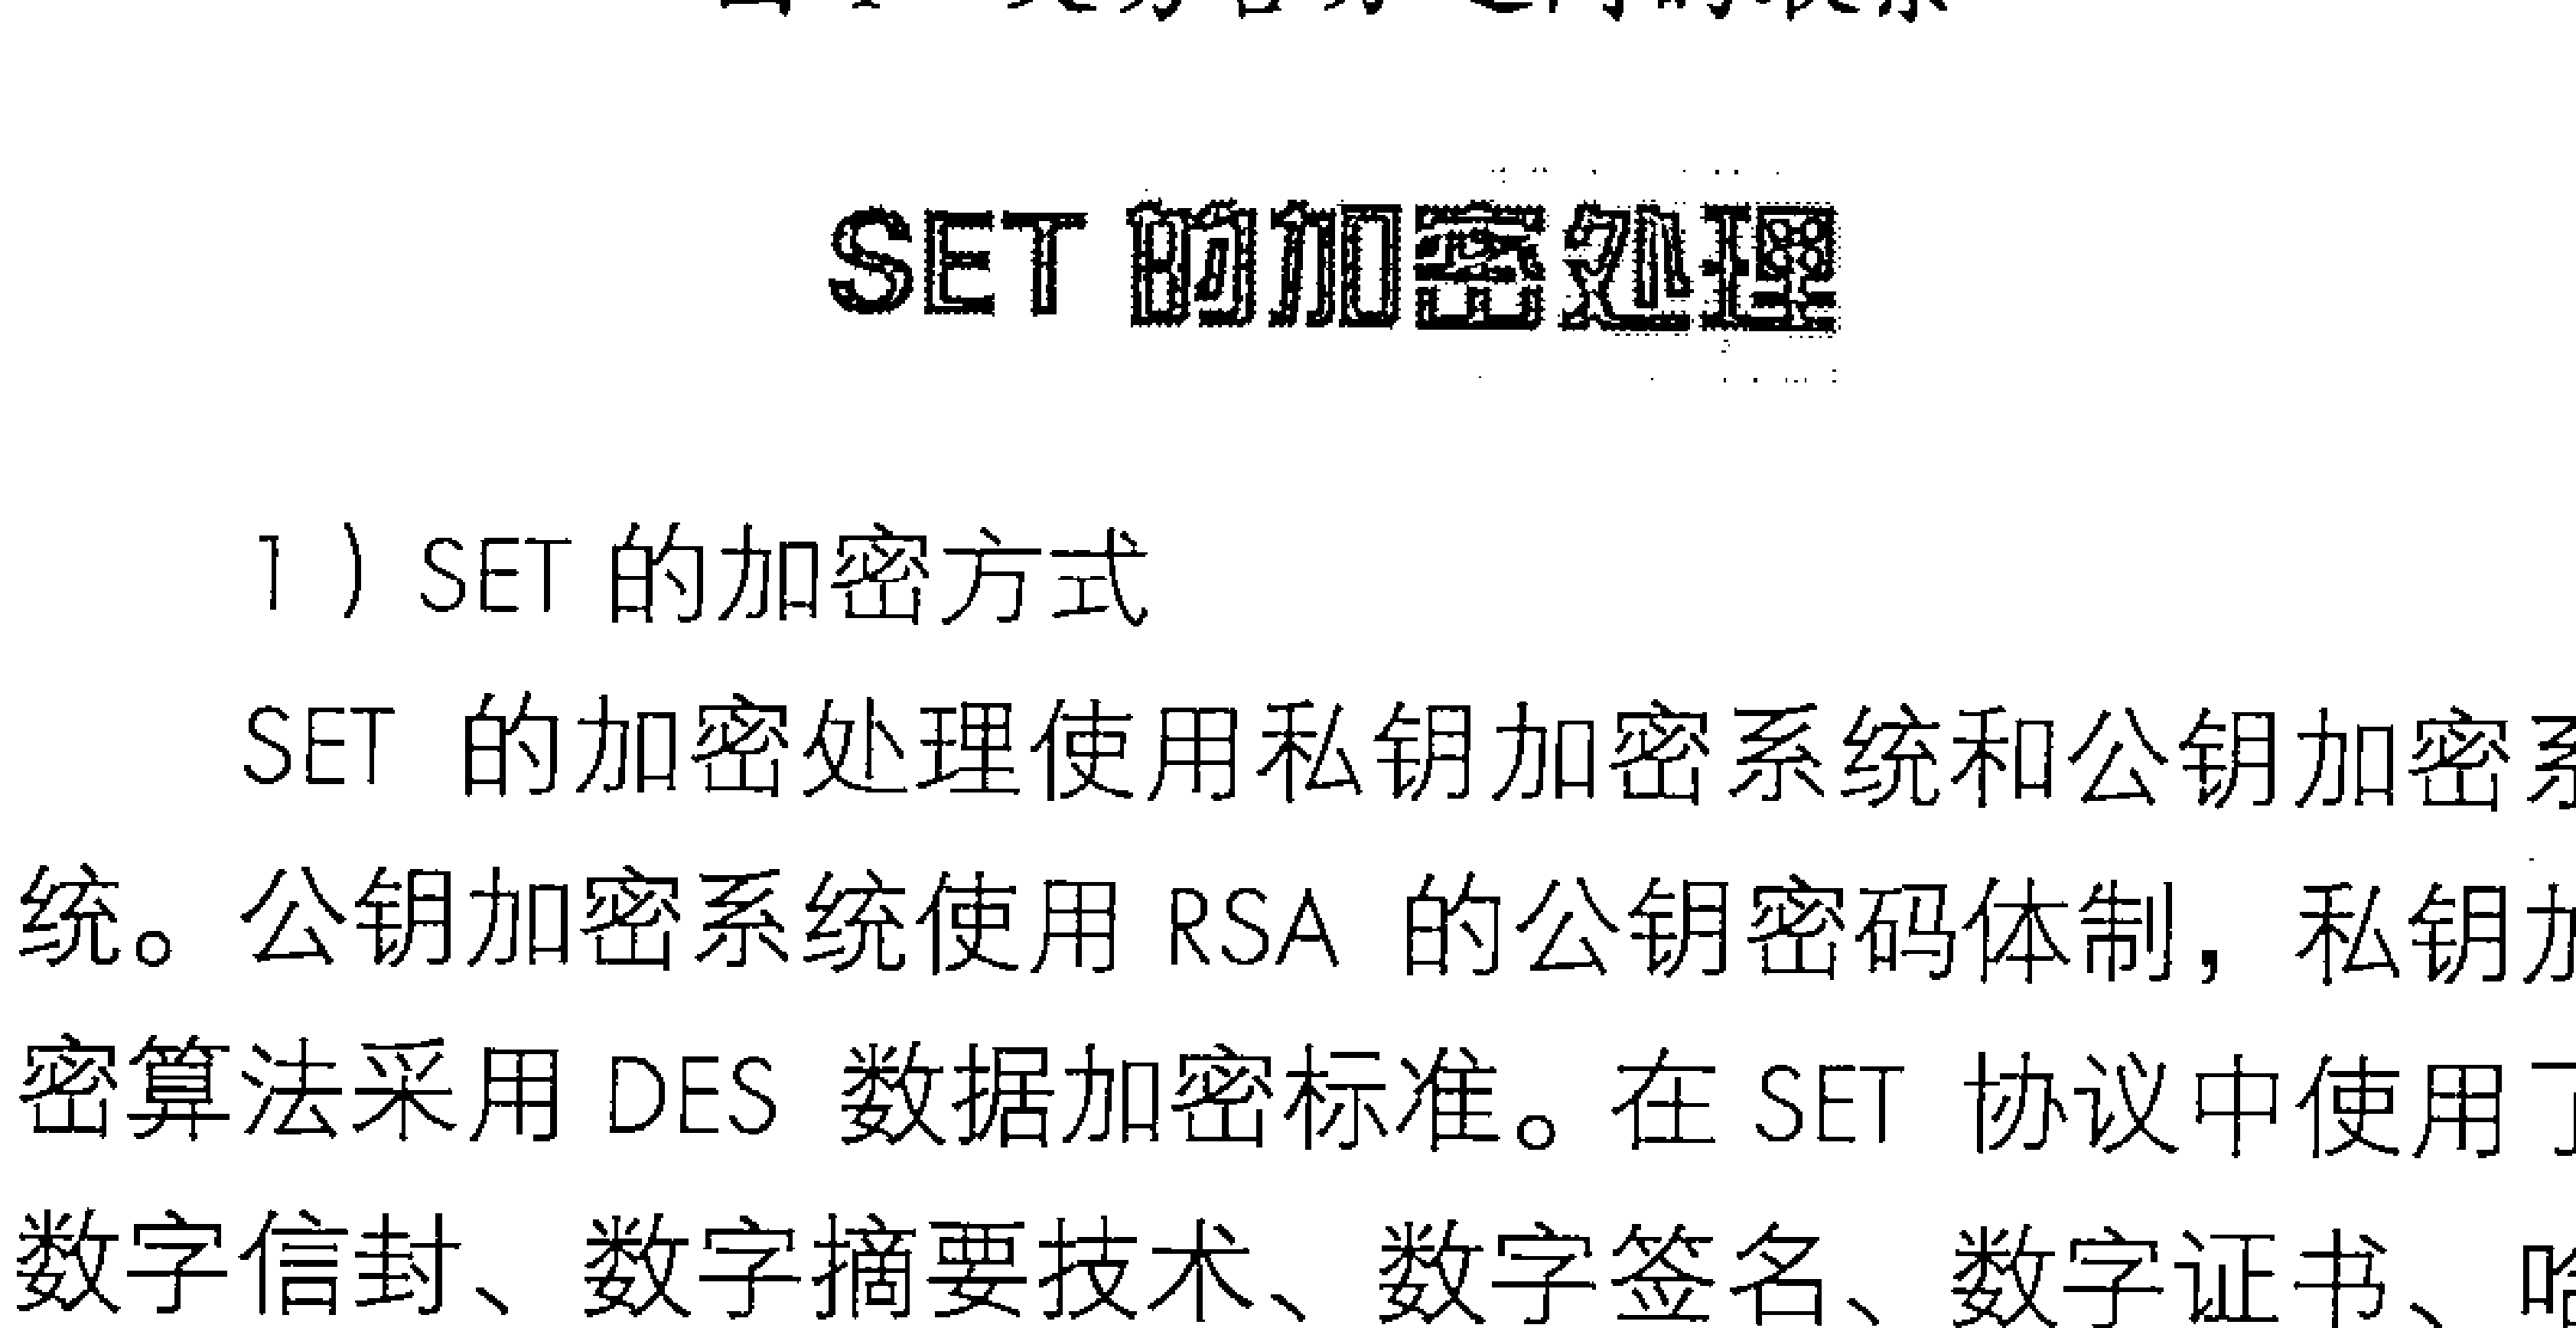 SET 的加密处理
1）SET 的加密方式
SET 的加密处理使用私钥加密系统和公钥加密系
统。公钥加密系统使用 RSA 的公钥密码体制，私钥加
密算法采用 DES 数据加密标准。在 SET 协议中使用了
数字信封、数字摘要技术、数字签名、数字证书、哈